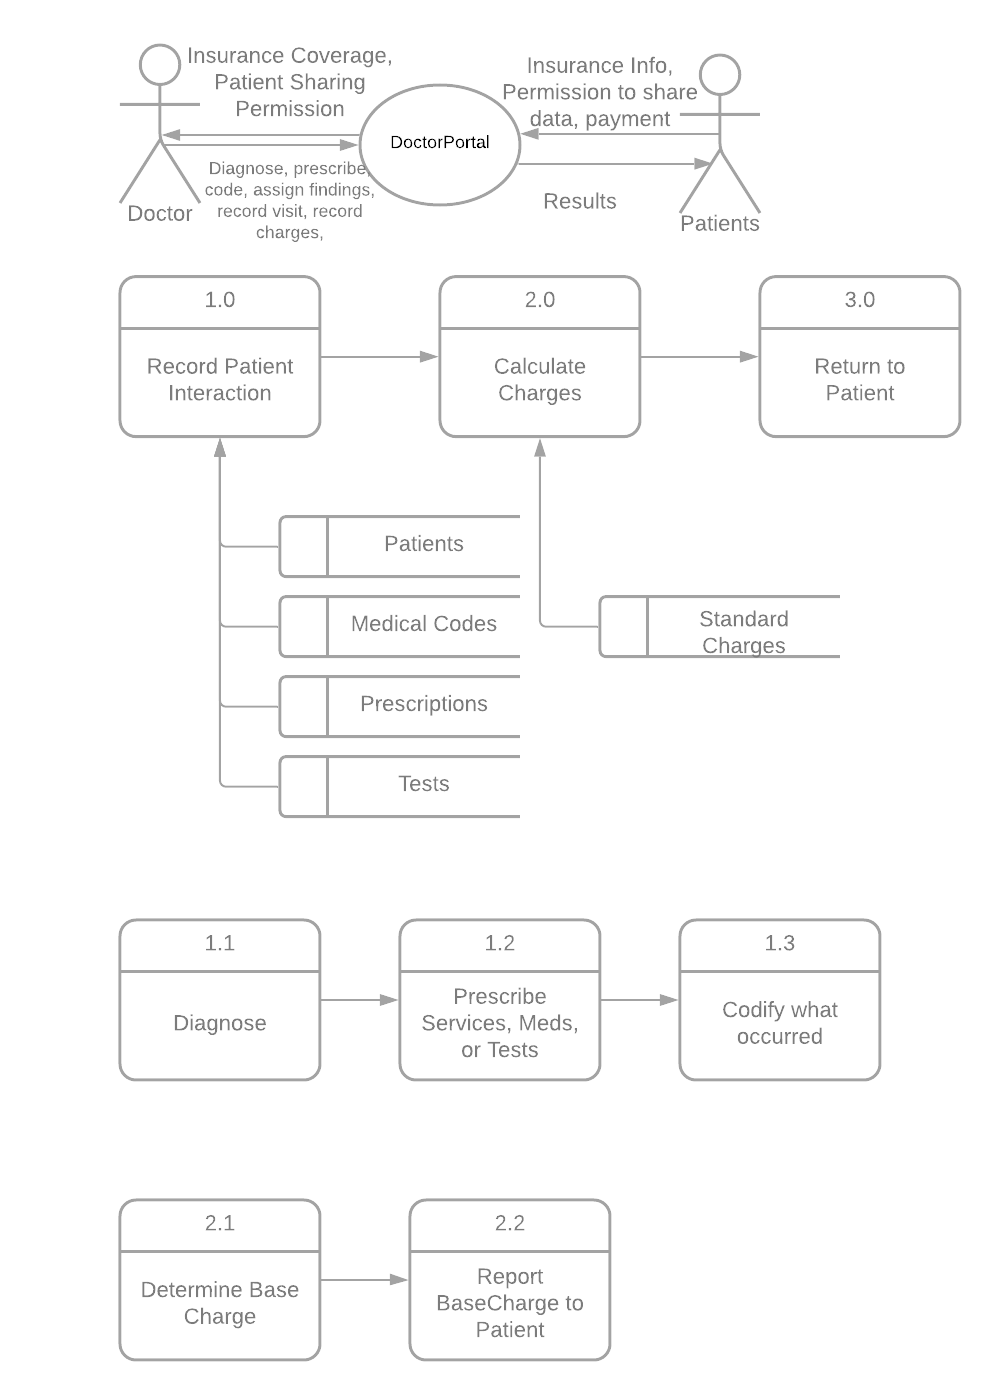 Insurance Coverage,
Patient Sharing
Permission
Insurance Info,
Permission to share
data, payment
DoctorPortal
Diagnose, prescribe,
code, assign findings,
record visit, record
charges,
Results
Doctor
Patients
1.0
Record Patient
Interaction
2.0
Calculate
Charges
3.0
Return to
Patient
Patients
Medical Codes
Prescriptions
Tests
Standard
Charges
1.1
Diagnose
1.2
Prescribe
Services, Meds,
or Tests
1.3
Codify what
occurred
2.1
Determine Base
Charge
2.2
Report
BaseCharge to
Patient